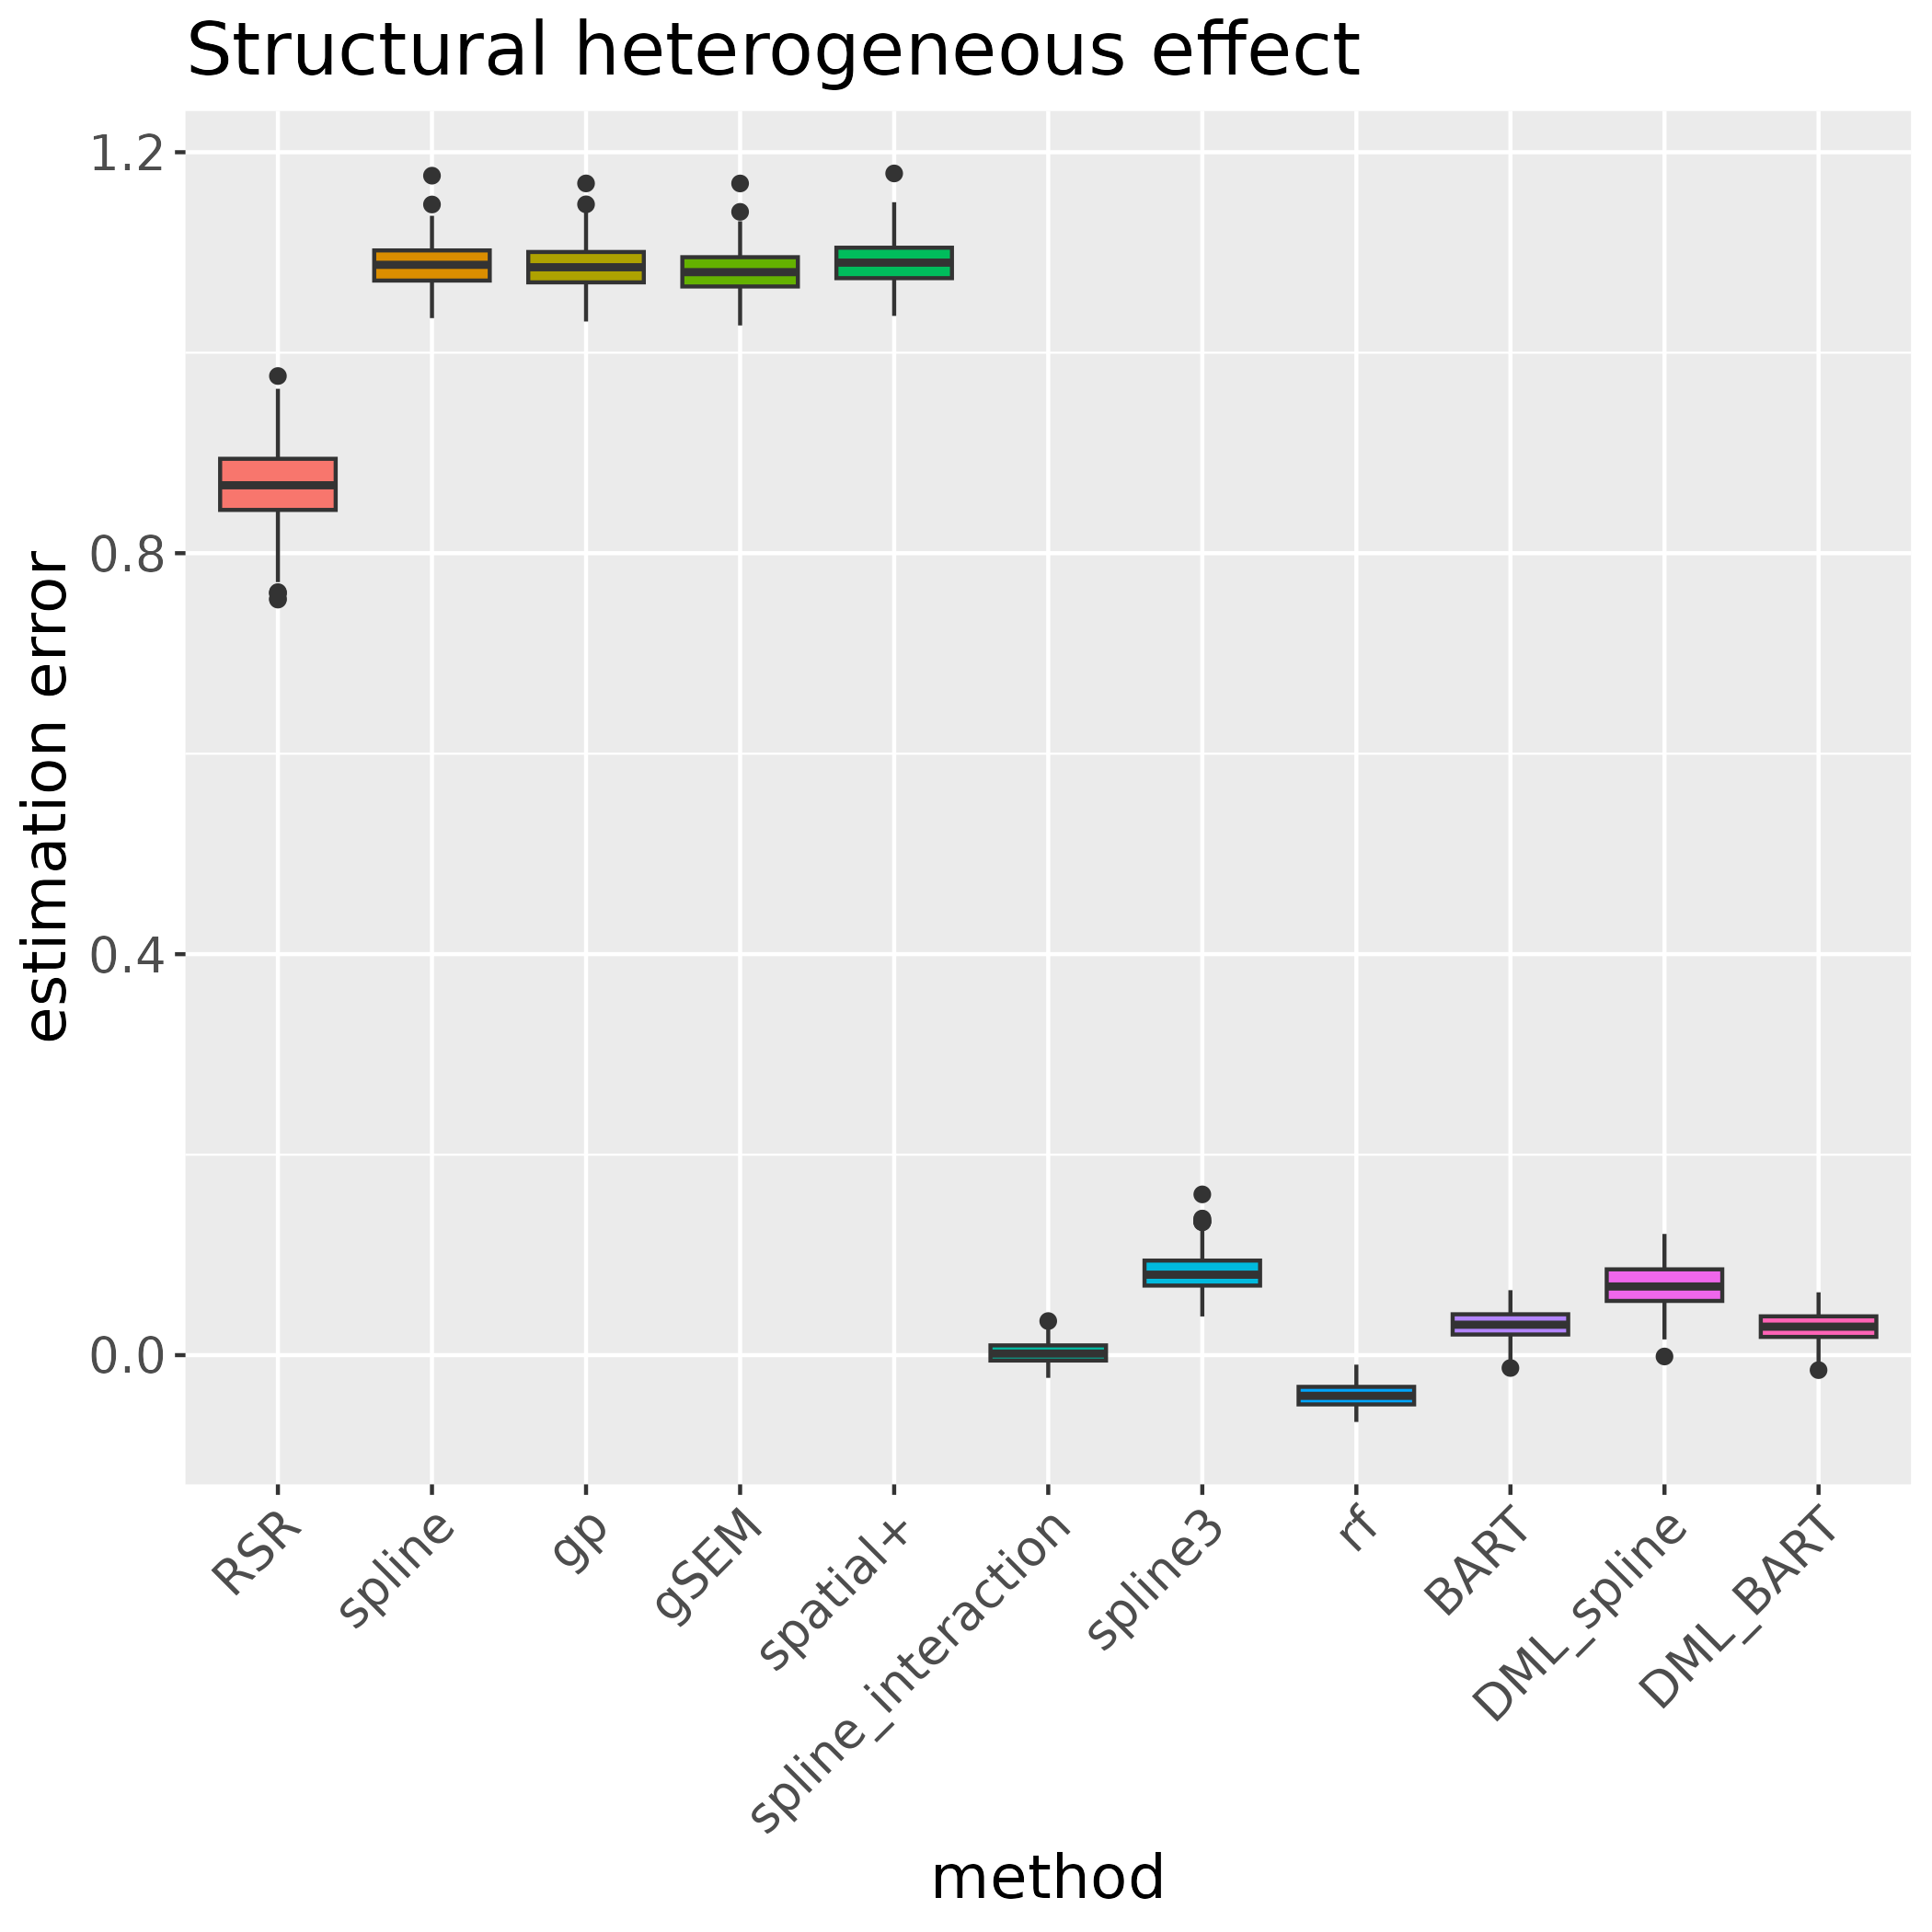 Structural heterogeneous effect
estimation error
1.2
0.8
0.4
0.0
RSR
spline
gp
gSEM
spatial+
spline_interaction
spline3
rf
BART
DML_spline
DML_BART
method